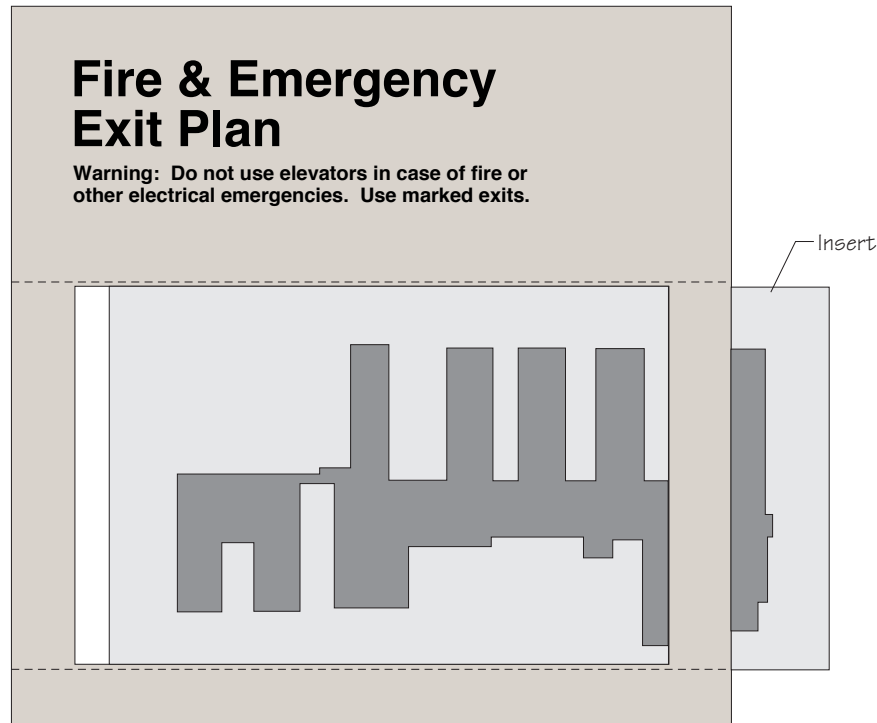 Fire & Emergency
Exit Plan
Warning:  Do not use elevators in case of fire or
other electrical emergencies.  Use marked exits.
Insert